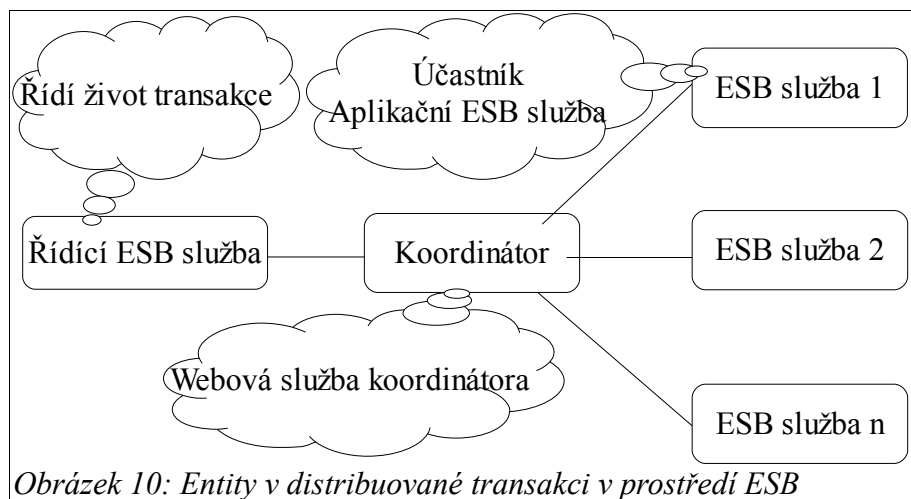 Řídí život transakce
Účastník
Aplikační ESB služba
ESB služba 1
Řídící ESB služba
Koordinátor
ESB služba 2
Webová služba koordinátora
ESB služba n
Obrázek 10: Entity v distribuované transakci v prostředí ESB